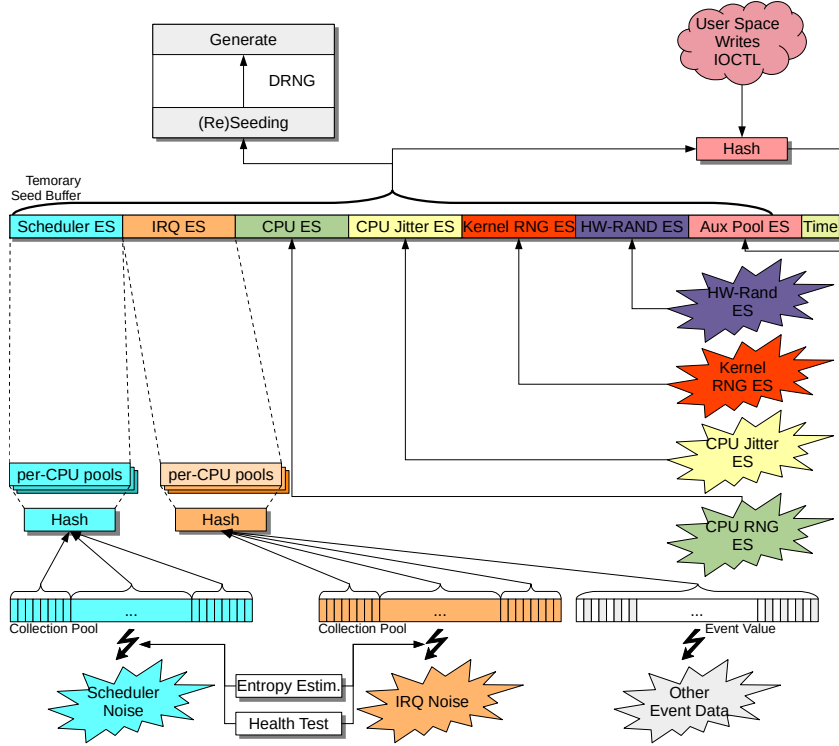 Generate
DRNG
(Re)Seeding
User Space
Writes
IOCTL
Hash
Temorary
Seed Buffer
Scheduler ES
IRQ ES
CPU ES
CPU Jitter ES
Kernel RNG ES
HW-RAND ES
Aux Pool ES
Time
HW-Rand
ES
Kernel
RNG ES
CPU Jitter
ES
CPU RNG
ES
per-CPU pools
per-CPU pools
Hash
Hash
...
...
...
Collection Pool
Collection Pool
Event Value
Scheduler
Noise
Entropy Estim.
Health Test
IRQ Noise
Other
Event Data